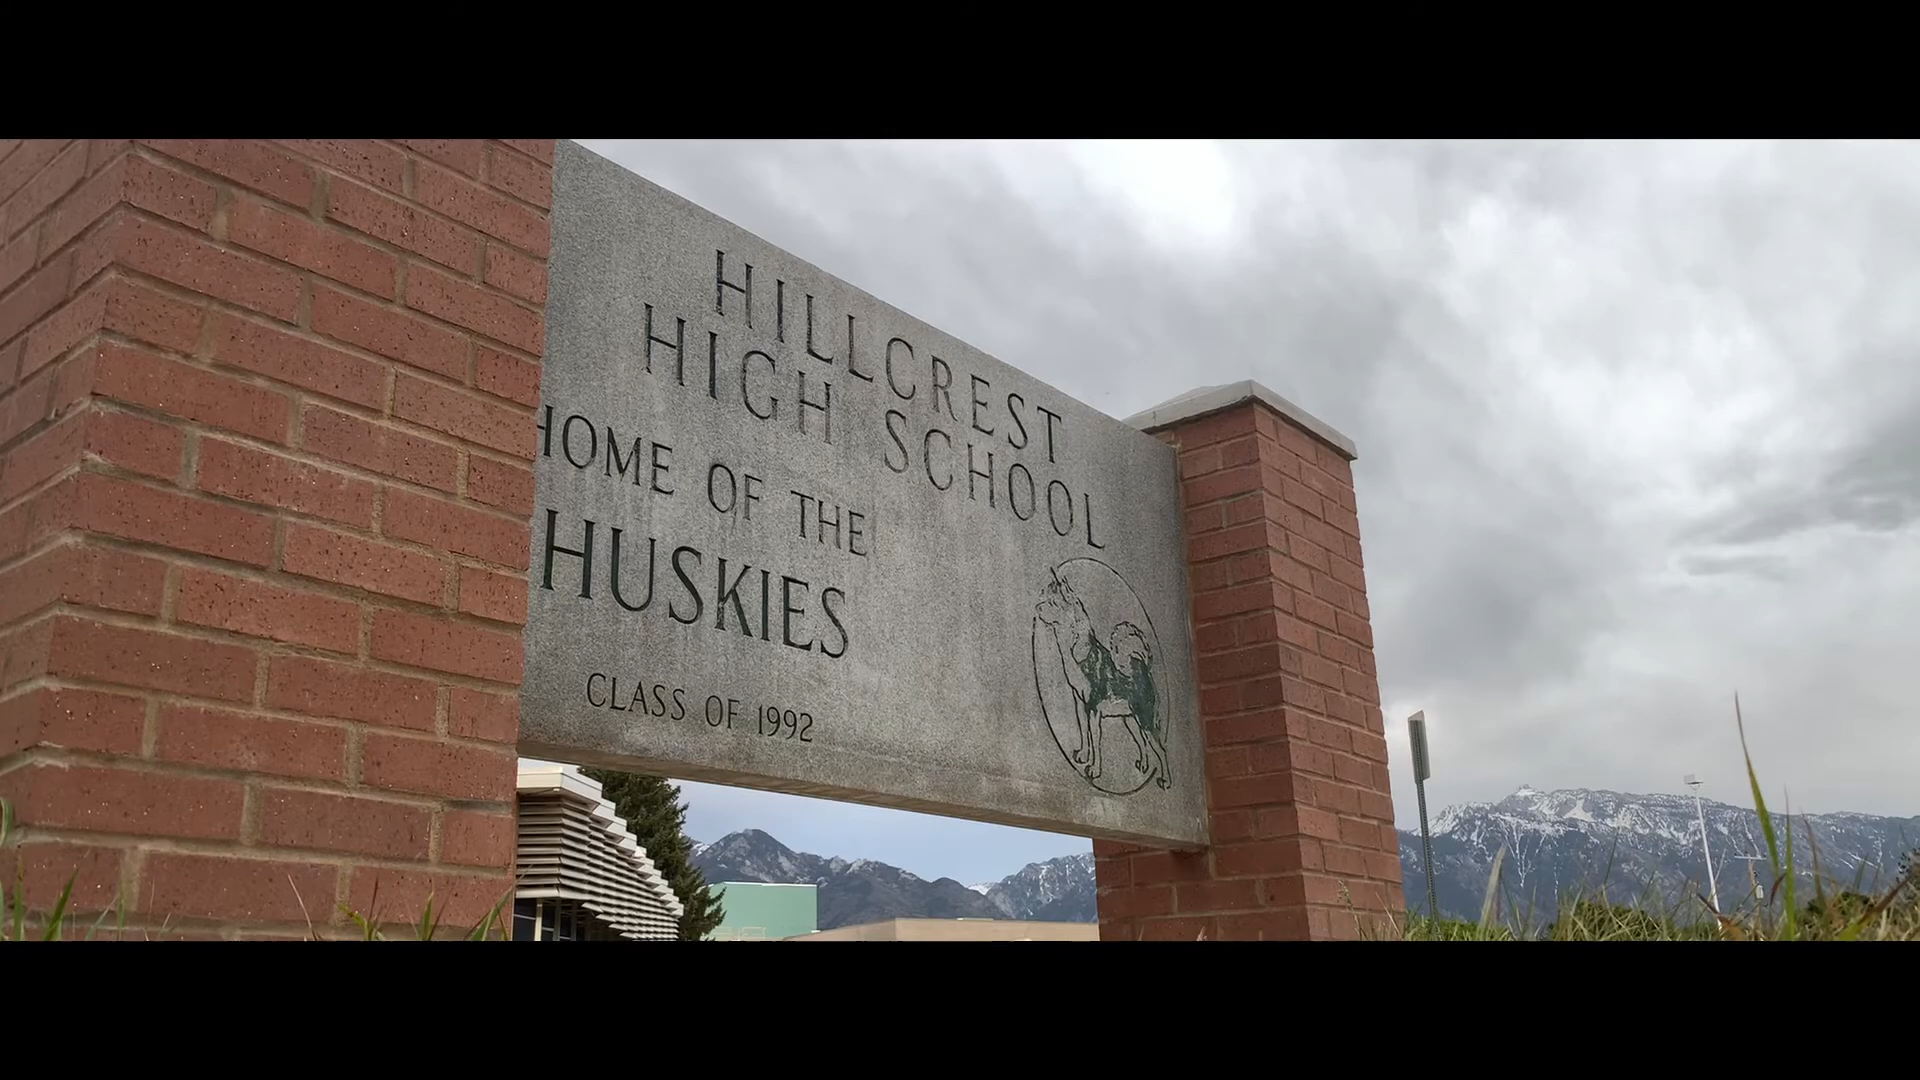 HILLCREST
HIGH SCHOOL
HOME OF THE
HUSKIES
CLASS OF 1992